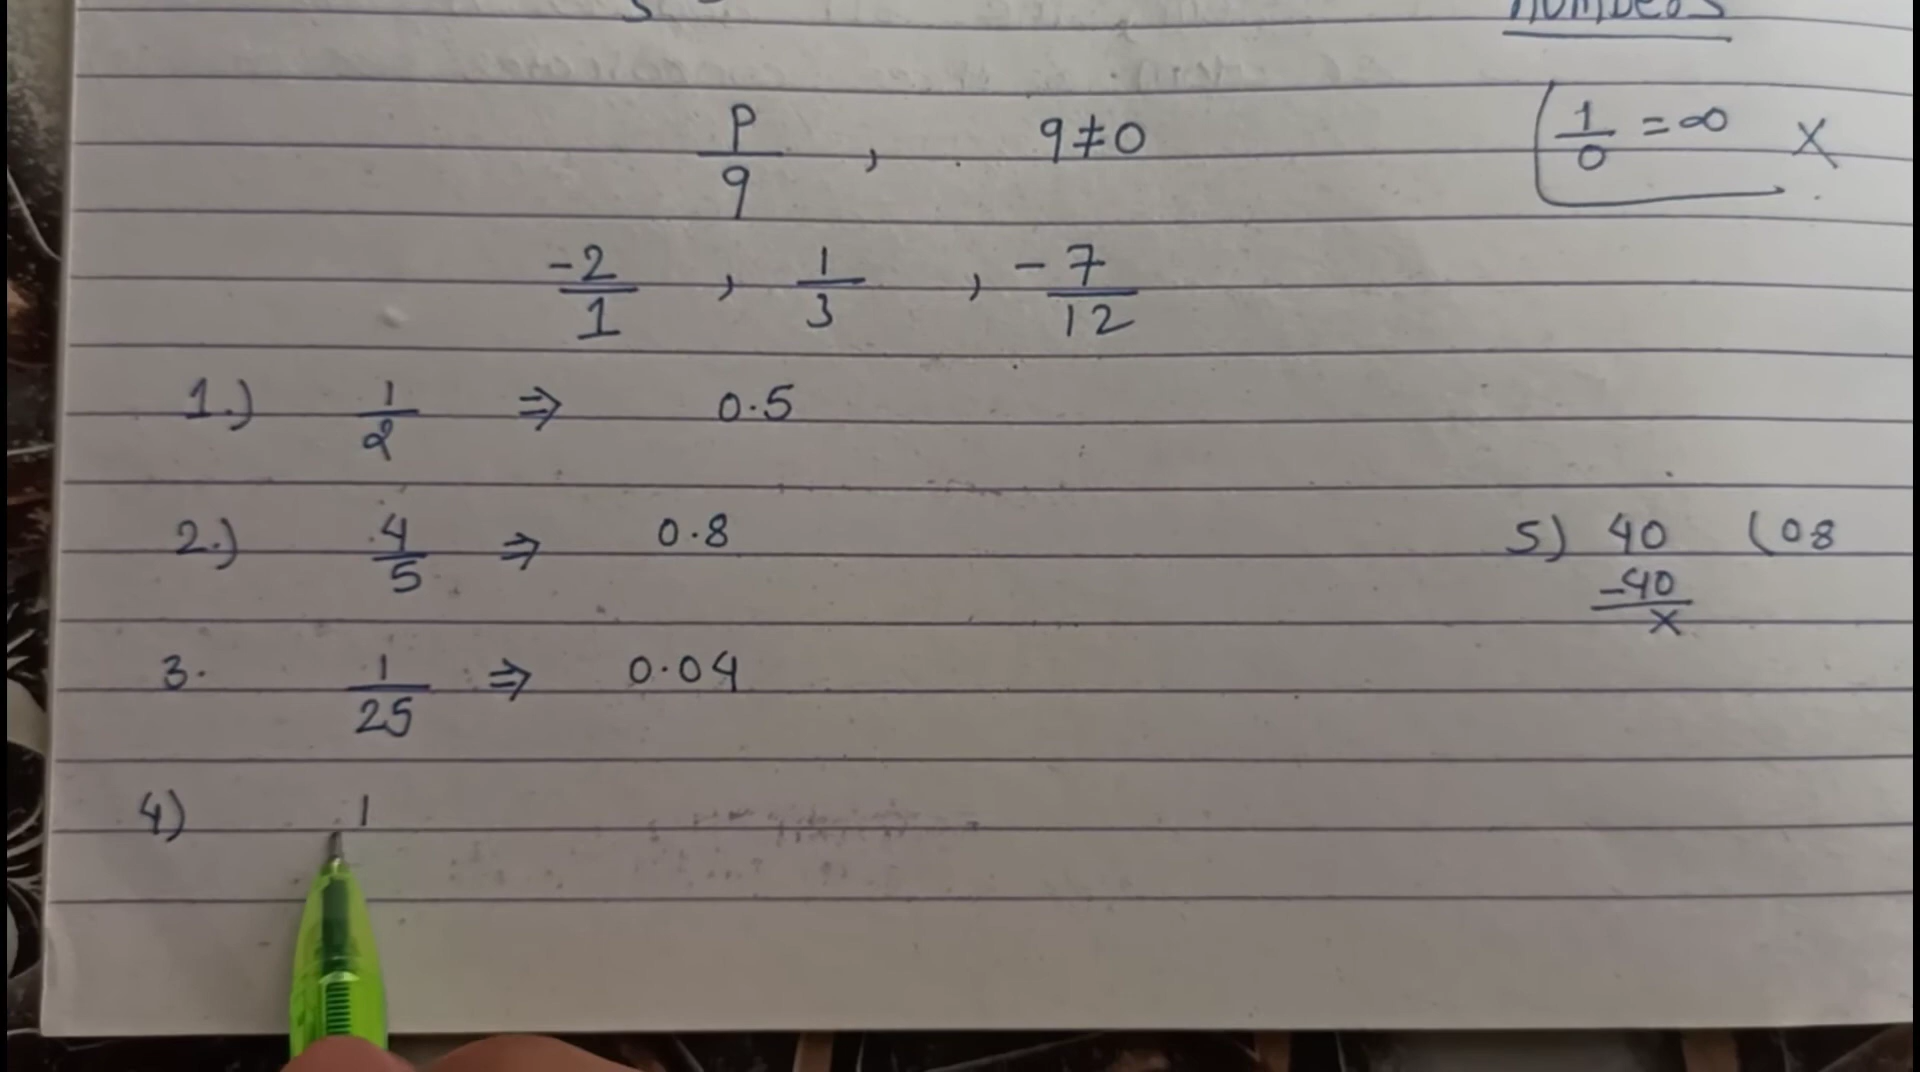 numbers
P/q , q≠0
1/0 = ∞ X
-2/1 , 1/3 , -7/12
1.) 1/2 ⇒ 0.5
2.) 4/5 ⇒ 0.8
5) 40 (08
-40
x
3. 1/25 ⇒ 0.04
4) 1